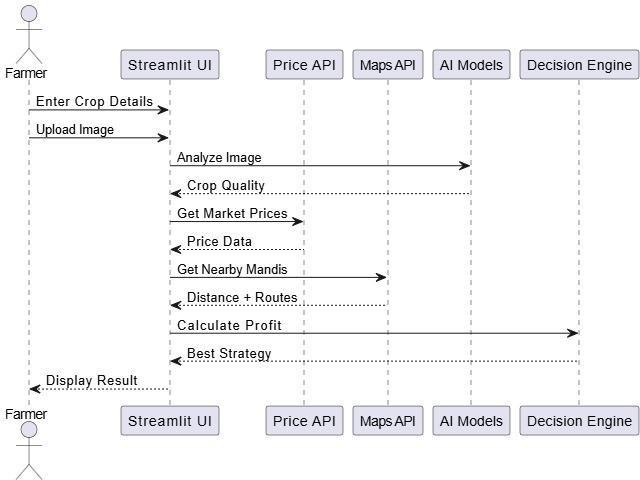 Farmer
Streamlit UI
Price API
Maps API
AI Models
Decision Engine
Enter Crop Details
Upload Image
Analyze Image
Crop Quality
Get Market Prices
Price Data
Get Nearby Mandis
Distance + Routes
Calculate Profit
Best Strategy
Display Result
Farmer
Streamlit UI
Price API
Maps API
AI Models
Decision Engine